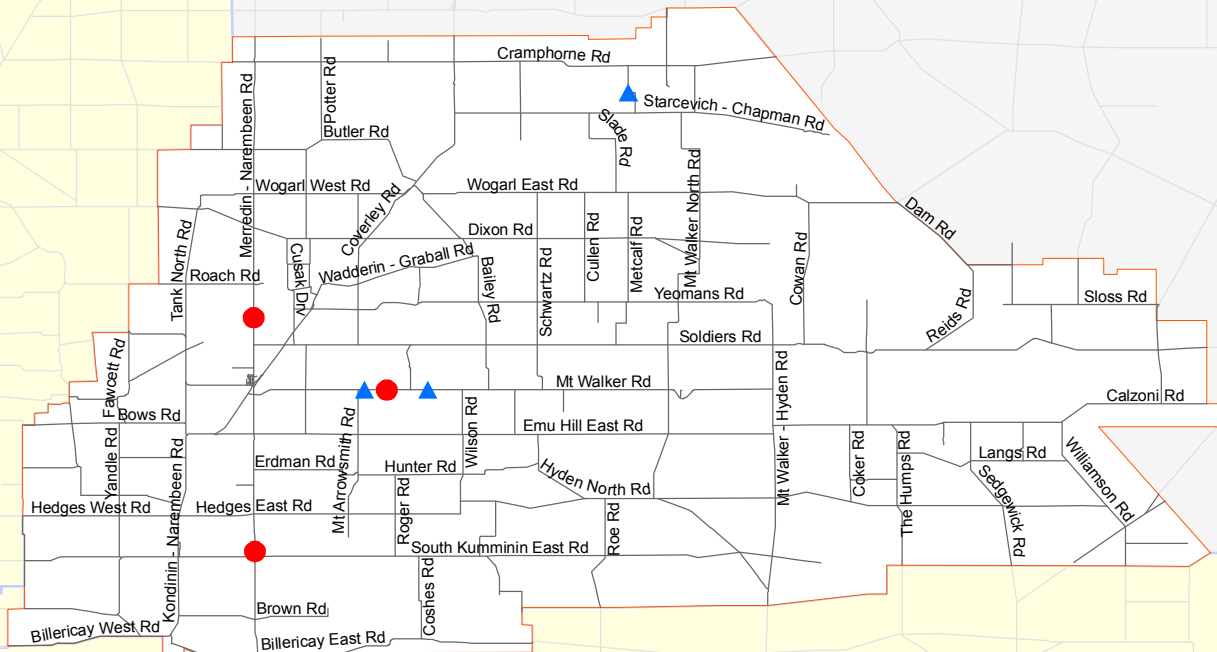 Cramphorne Rd
Merredin - Narembeen Rd
Potter Rd
Starcevich - Chapman Rd
Slade Rd
Butler Rd
Wogarl West Rd
Wogarl East Rd
Mt Walker North Rd
Coverley Rd
Dam Rd
Dixon Rd
Cullen Rd
Metcalf Rd
Tank North Rd
Cusak Drv
Wadderin - Graball Rd
Bailey Rd
Schwartz Rd
Cowan Rd
Roach Rd
Yeomans Rd
Reids Rd
Sloss Rd
Soldiers Rd
Fawcett Rd
Mt Walker Rd
Mt Walker - Hyden Rd
Calzoni Rd
Bows Rd
Mt Arrowsmith Rd
Wilson Rd
Emu Hill East Rd
Yandle Rd
Kondinin - Narembeen Rd
Erdman Rd
Hunter Rd
Hyden North Rd
Coker Rd
The Humps Rd
Langs Rd
Sedgewick Rd
Williamson Rd
Hedges West Rd
Hedges East Rd
Roger Rd
Roe Rd
South Kumminin East Rd
Coshes Rd
Brown Rd
Billericay West Rd
Billericay East Rd